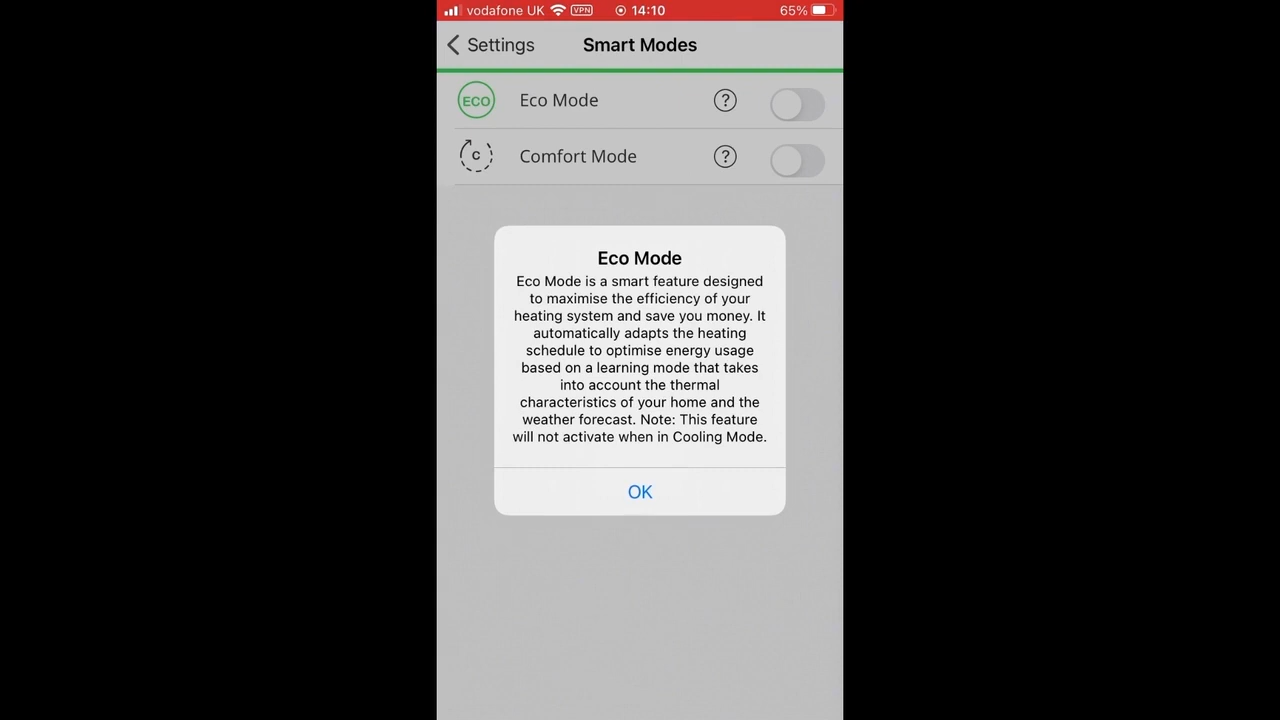 vodafone UK VPN 14:10 65%
Settings Smart Modes
ECO Eco Mode ?
C Comfort Mode ?
Eco Mode
Eco Mode is a smart feature designed
to maximise the efficiency of your
heating system and save you money. It
automatically adapts the heating
schedule to optimise energy usage
based on a learning mode that takes
into account the thermal
characteristics of your home and the
weather forecast. Note: This feature
will not activate when in Cooling Mode.
OK